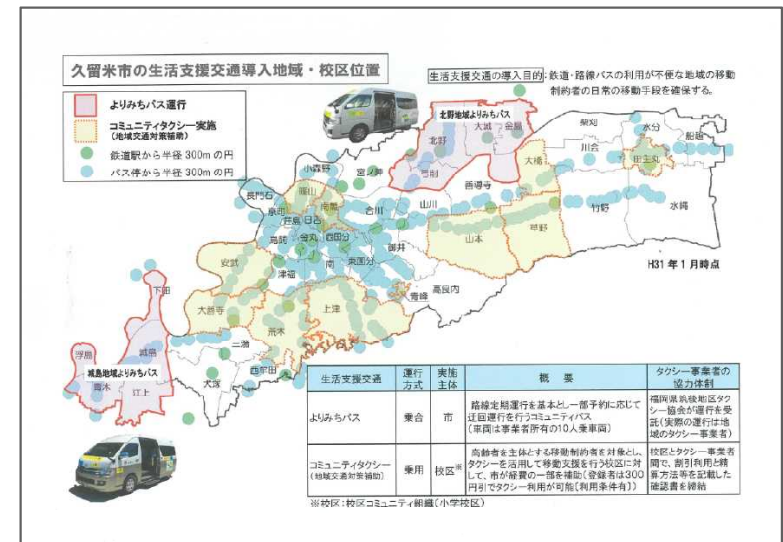 久留米市の生活支援交通導入地域・校区位置
生活支援交通の導入目的:鉄道・路線バスの利用が不便な地域の移動
制約者の日常の移動手段を確保する。
よりみちバス運行
コミュニティタクシー実施
(地域交通対策補助)
鉄道駅から半径 300mの円
バス停から半径 300mの円
北野地域よりみちバス
北野
大城
金島
弓削
柴刈
水分
船越
川会
田主丸
大橋
小森野
宮ノ陣
善導寺
長門石
篠山
南薫
合川
山川
竹野
水縄
京町
荘島
日吉
鳥飼
金丸
西国分
御井
山本
草野
安武
津福
南
東国分
高良内
青峰
H31年1月時点
下田
大善寺
荒木
上津
浮島
城島
城島地域よりみちバス
青木
江上
三潴
西牟田
犬塚
生活支援交通
運行
方式
実施
主体
概 要
タクシー事業者の
協力体制
よりみちバス
乗合
市
路線定期運行を基本とし一部予約に応じて
迂回運行を行うコミュニティバス
(車両は事業者所有の10人乗車両)
福岡県筑後地区タク
シー協会が運行を受
託(実際の運行は地
域のタクシー事業者)
コミュニティタクシー
(地域交通対策補助)
乗用
校区※
高齢者を主体とする移動制約者を対象とし、
タクシーを活用して移動支援を行う校区に対
して、市が経費の一部を補助(登録者は300
円引でタクシー利用が可能[利用条件有])
校区とタクシー事業者
間で、割引利用と精
算方法等を記載した
確認書を締結
※校区:校区コミュニティ組織(小学校区)